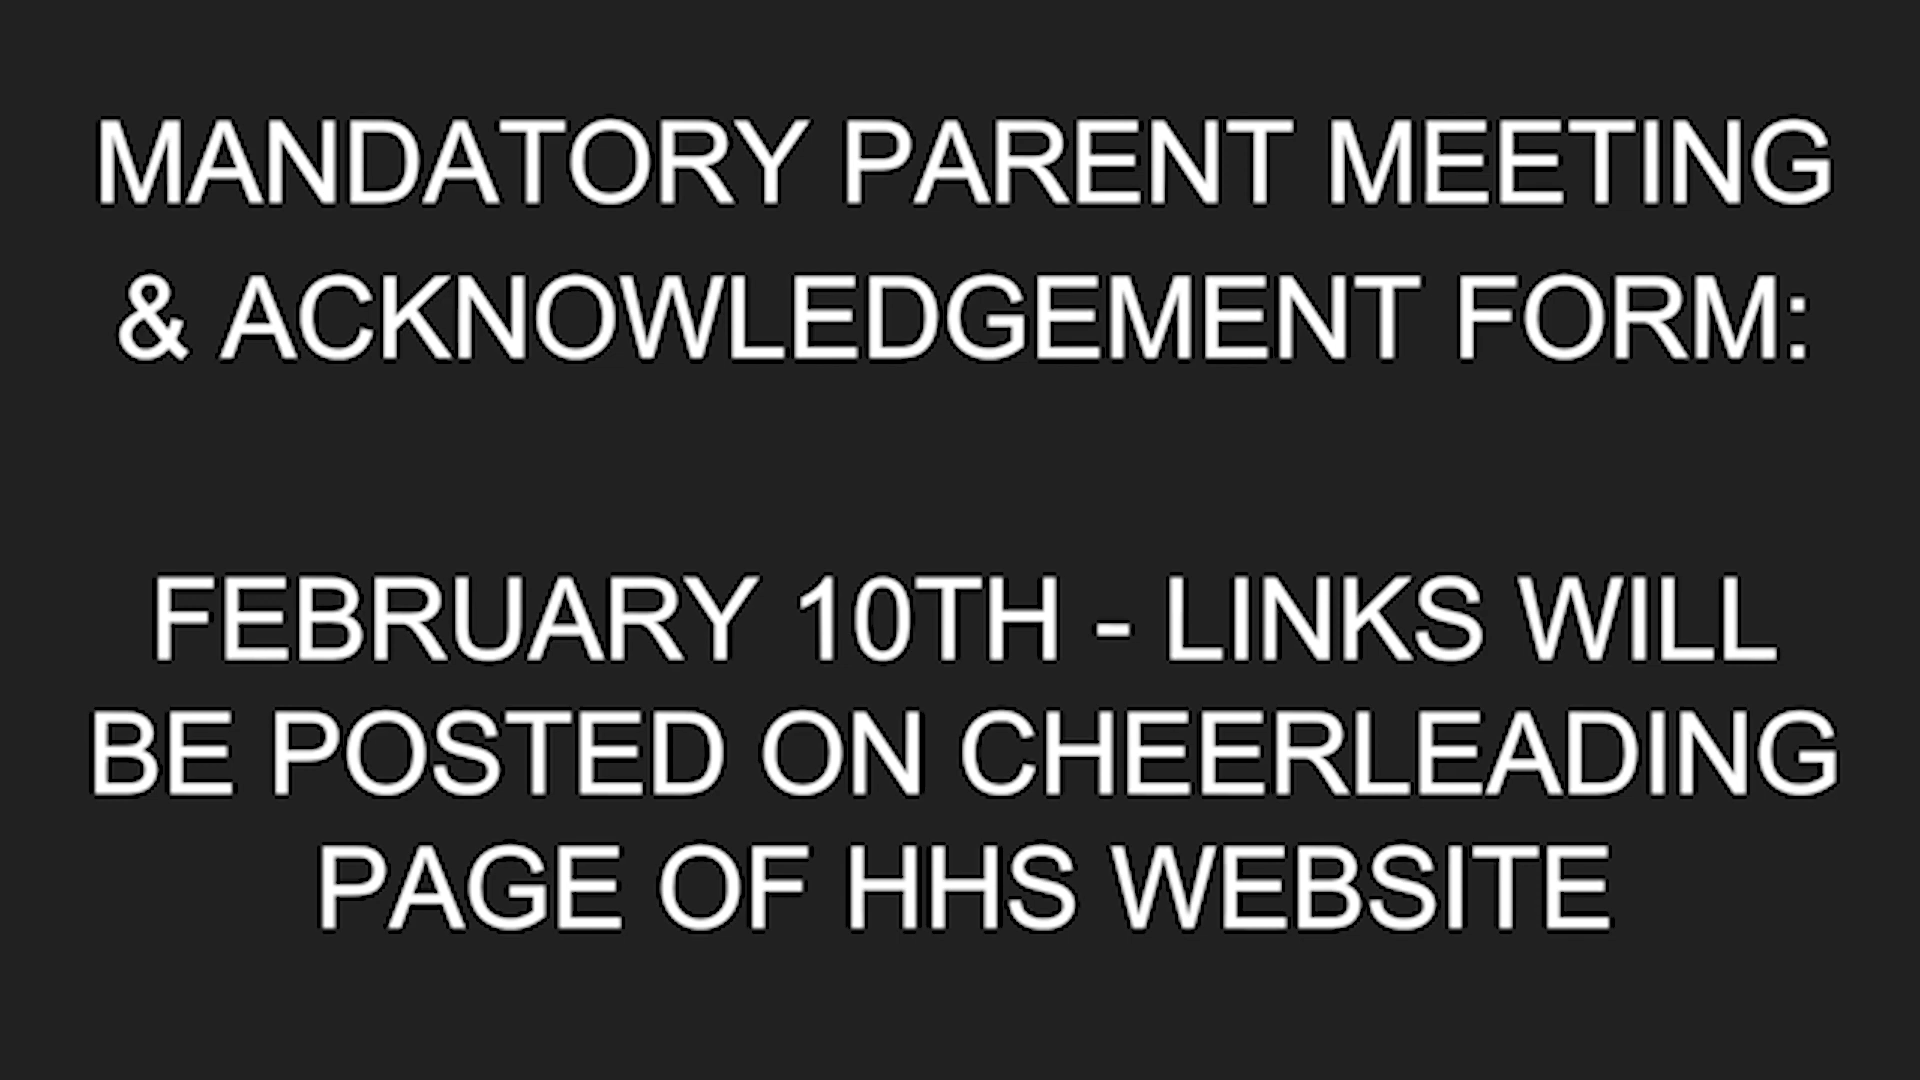 MANDATORY PARENT MEETING
& ACKNOWLEDGEMENT FORM:
FEBRUARY 10TH - LINKS WILL
BE POSTED ON CHEERLEADING
PAGE OF HHS WEBSITE